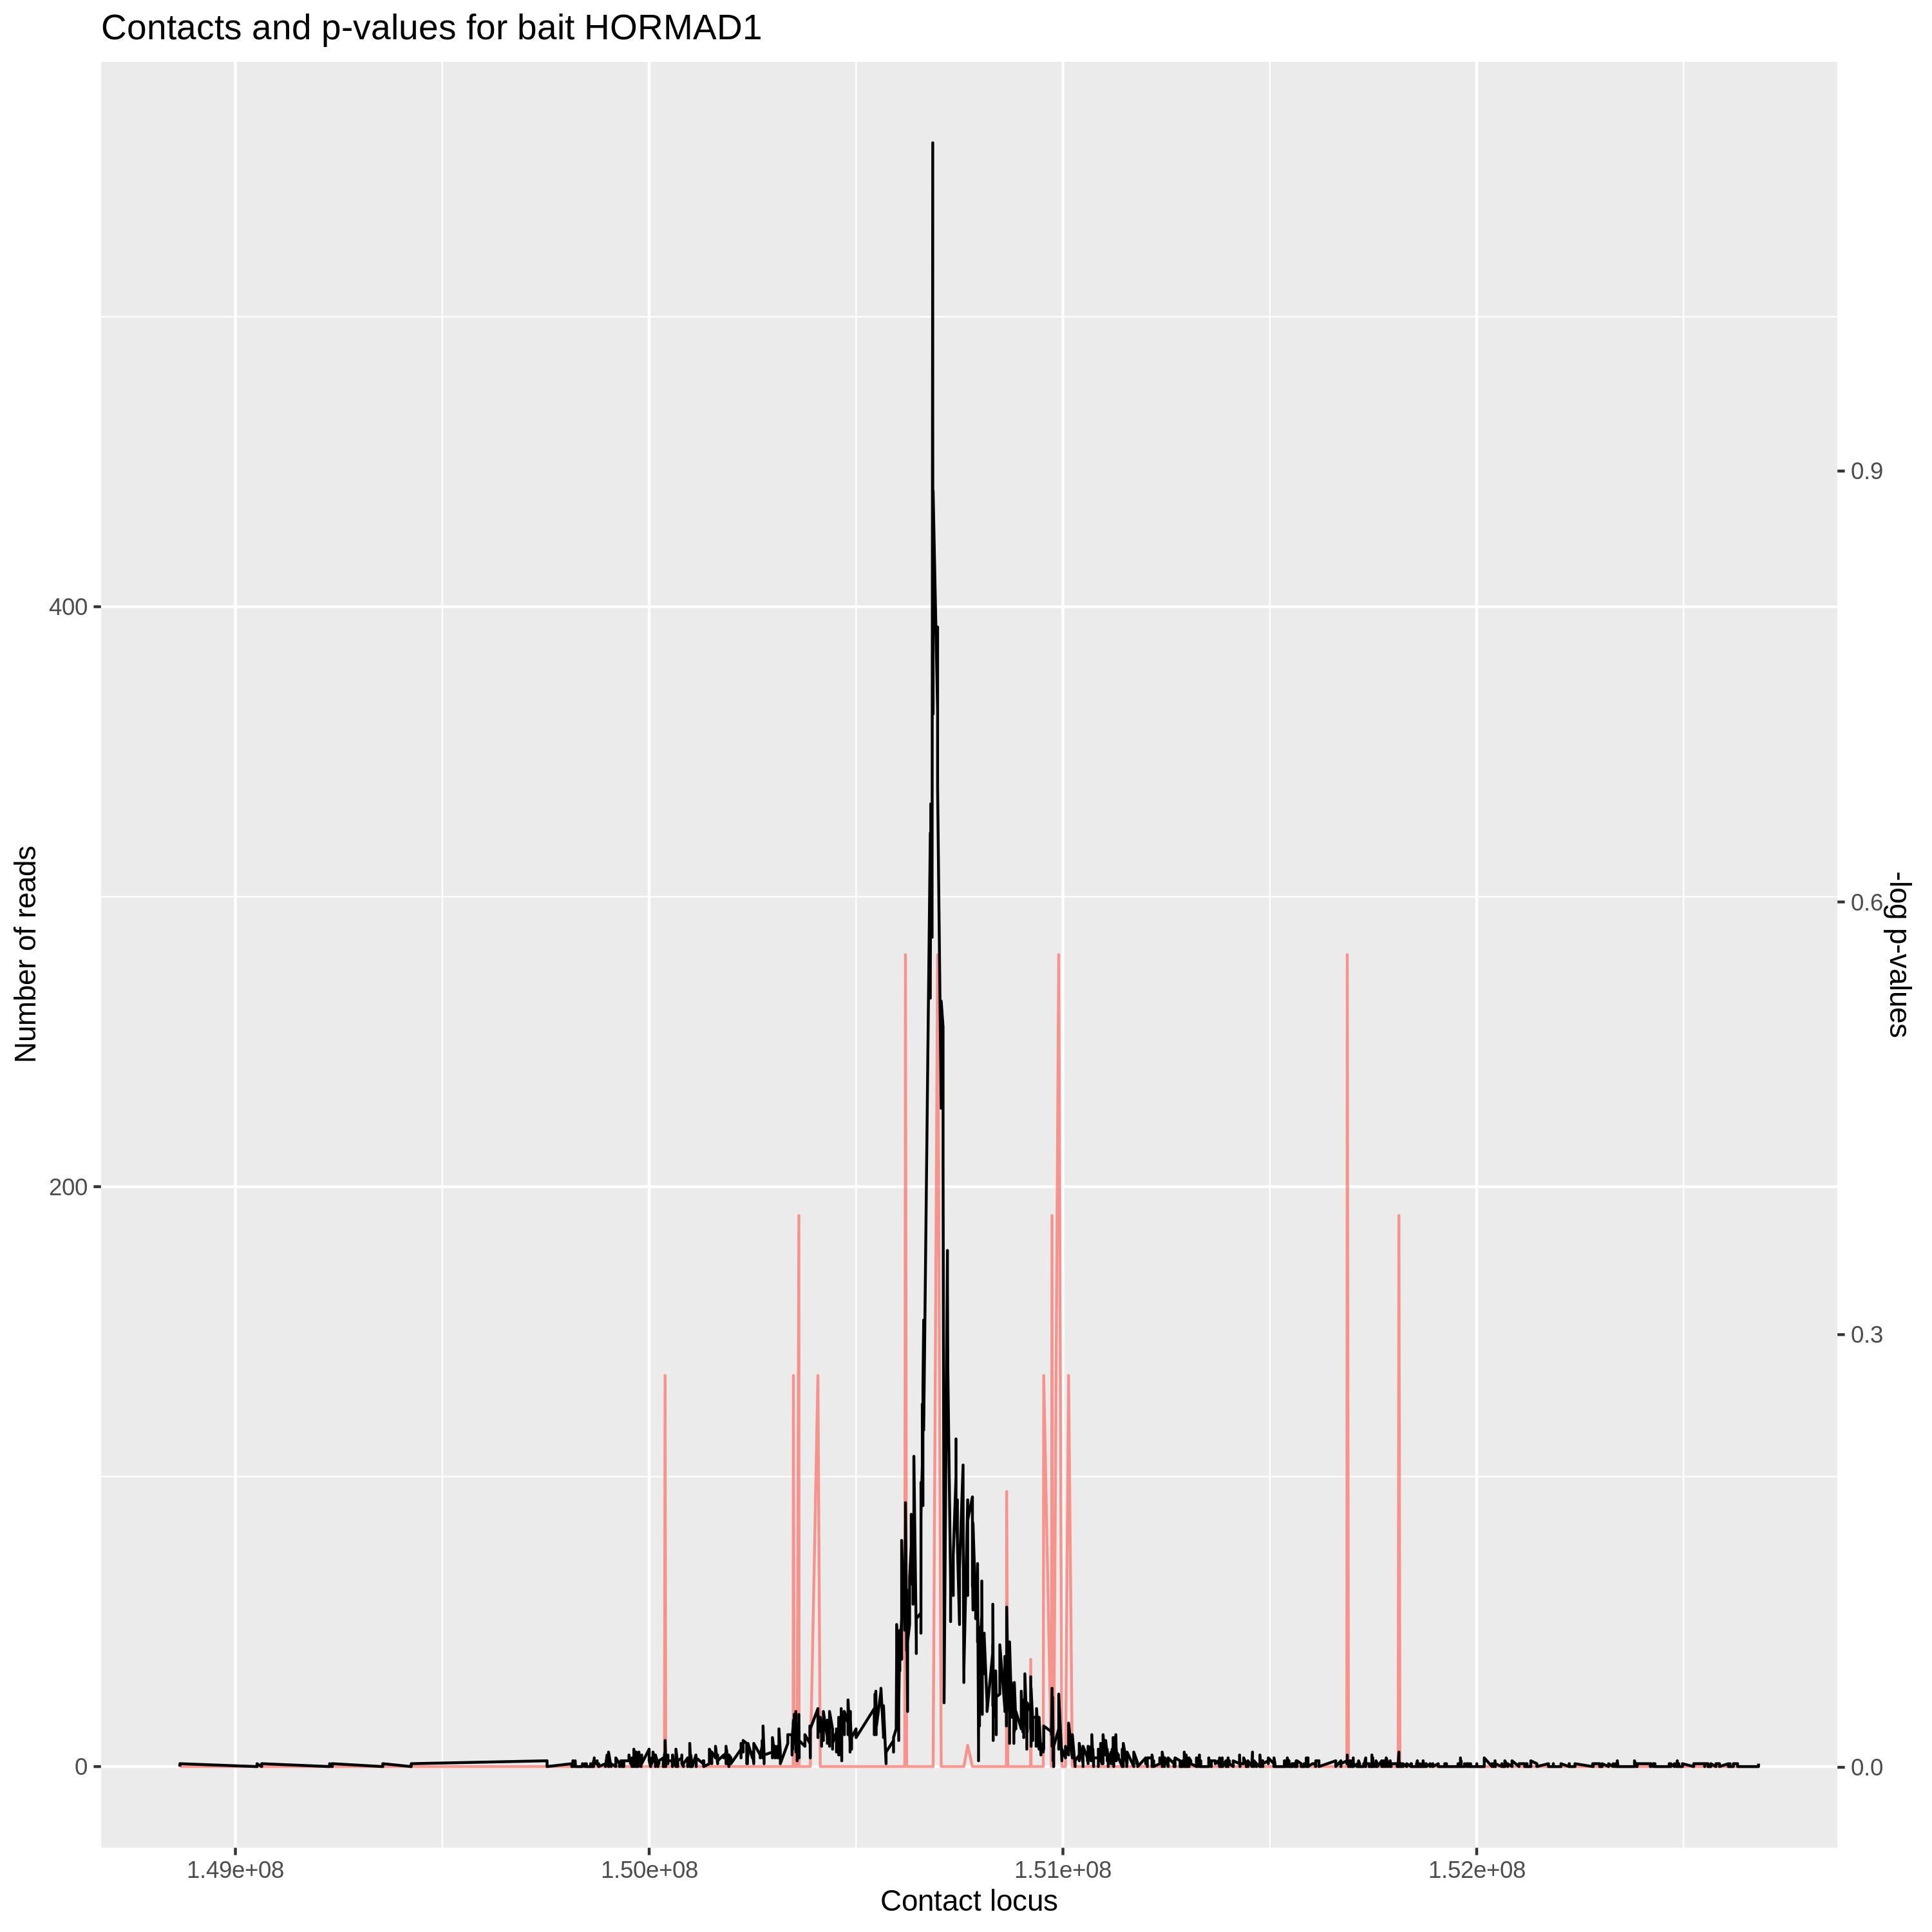 Contacts and p-values for bait HORMAD1
Number of reads
400
200
0
0.9
0.6
0.3
0.0
-log p-values
1.49e+08
1.50e+08
1.51e+08
1.52e+08
Contact locus